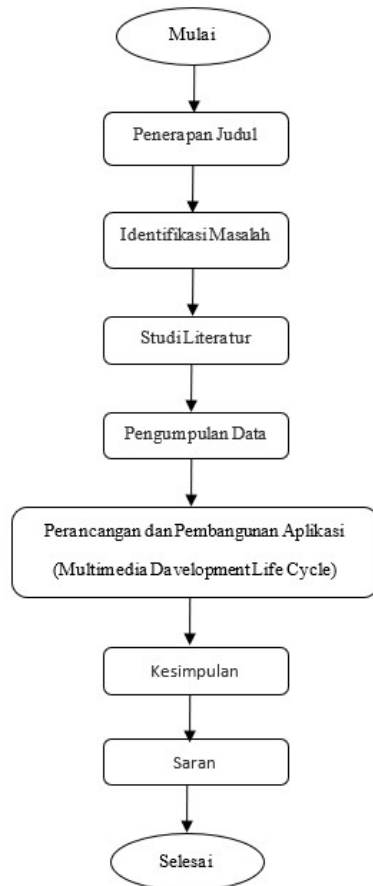 Mulai
Penerapan Judul
Identifikasi Masalah
Studi Literatur
Pengumpulan Data
Perancangan dan Pembangunan Aplikasi
(Multimedia Davelopment Life Cycle)
Kesimpulan
Saran
Selesai